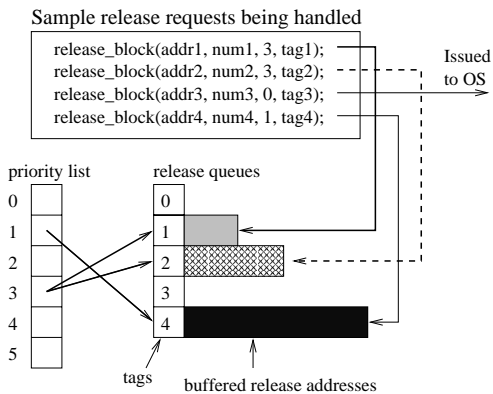 Sample release requests being handled
release_block(addr1, num1, 3, tag1);
release_block(addr2, num2, 3, tag2);
release_block(addr3, num3, 0, tag3);
release_block(addr4, num4, 1, tag4);
Issued
to OS
priority list
0
1
2
3
4
5
release queues
0
1
2
3
4
tags
buffered release addresses